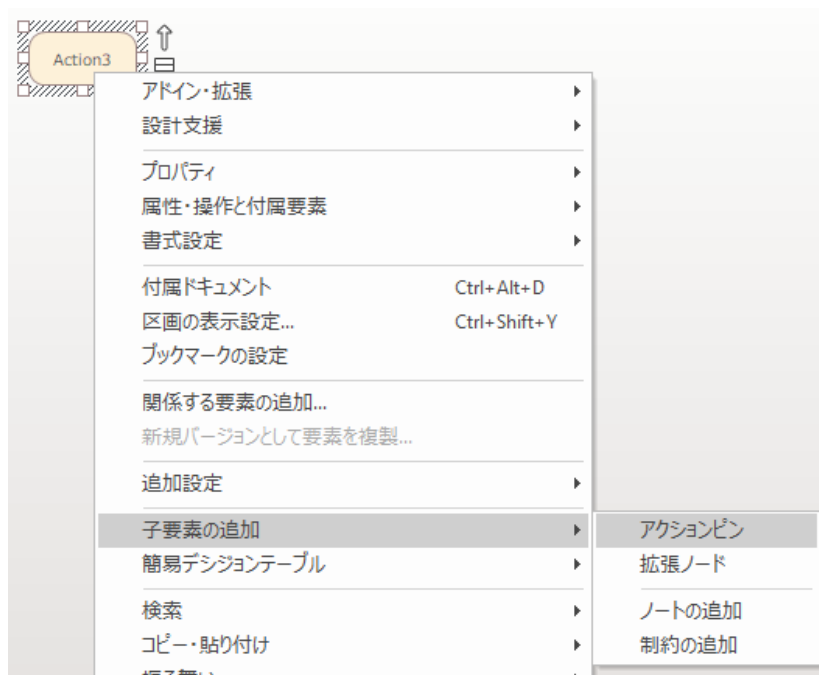 Action3
アドイン・拡張
設計支援
プロパティ
属性・操作と付属要素
書式設定
付属ドキュメント Ctrl+Alt+D
区画の表示設定... Ctrl+Shift+Y
ブックマークの設定
関係する要素の追加...
新規バージョンとして要素を複製...
追加設定
子要素の追加 アクションピン
簡易デシジョンテーブル 拡張ノード
検索 ノートの追加
コピー・貼り付け 制約の追加